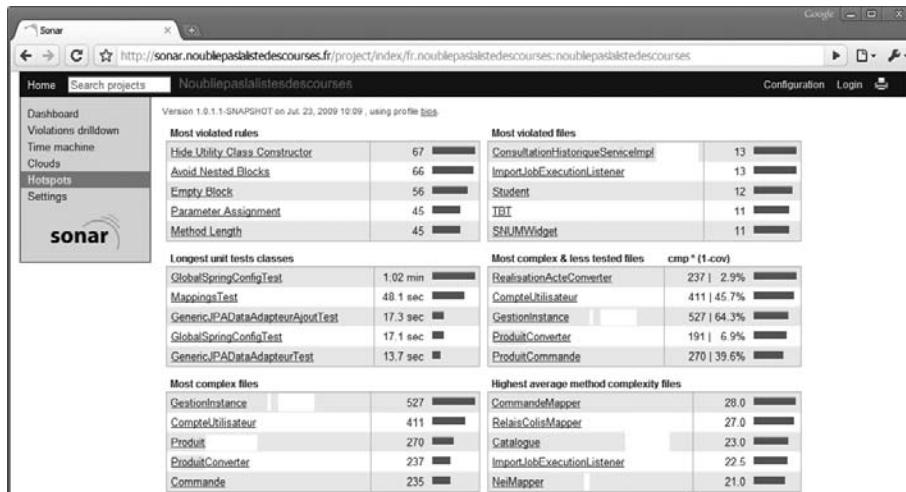 Google
Sonar
http://sonar.noubliepaslalistedescourses.fr/project/index/fr.noubliepaslalistedescourses:noubliepaslalistedescourses
Home Search projects Noubliepaslalistesdescourses Configuration Login
Dashboard
Violations drilldown
Time machine
Clouds
Hotspots
Settings
sonar
Version 1.0.1.1-SNAPSHOT on Jul. 23, 2009 10:09 , using profile bios.
Most violated rules
Hide Utility Class Constructor 67
Avoid Nested Blocks 66
Empty Block 56
Parameter Assignment 45
Method Length 45
Most violated files
ConsultationHistoriqueServiceImpl 13
ImportJobExecutionListener 13
Student 12
TBT 11
SNUMWidget 11
Longest unit tests classes
GlobalSpringConfigTest 1:02 min
MappingsTest 48.1 sec
GenericJPADataAdapteurAjoutTest 17.3 sec
GlobalSpringConfigTest 17.1 sec
GenericJPADataAdapteurTest 13.7 sec
Most complex & less tested files cmp * (1-cov)
RealisationActeConverter 237 | 2.9%
CompteUtilisateur 411 | 45.7%
GestionInstance 527 | 64.3%
ProduitConverter 191 | 6.9%
ProduitCommande 270 | 39.6%
Most complex files
GestionInstance 527
CompteUtilisateur 411
Produit 270
ProduitConverter 237
Commande 235
Highest average method complexity files
CommandeMapper 28.0
RelaisColisMapper 27.0
Catalogue 23.0
ImportJobExecutionListener 22.5
NeiMapper 21.0